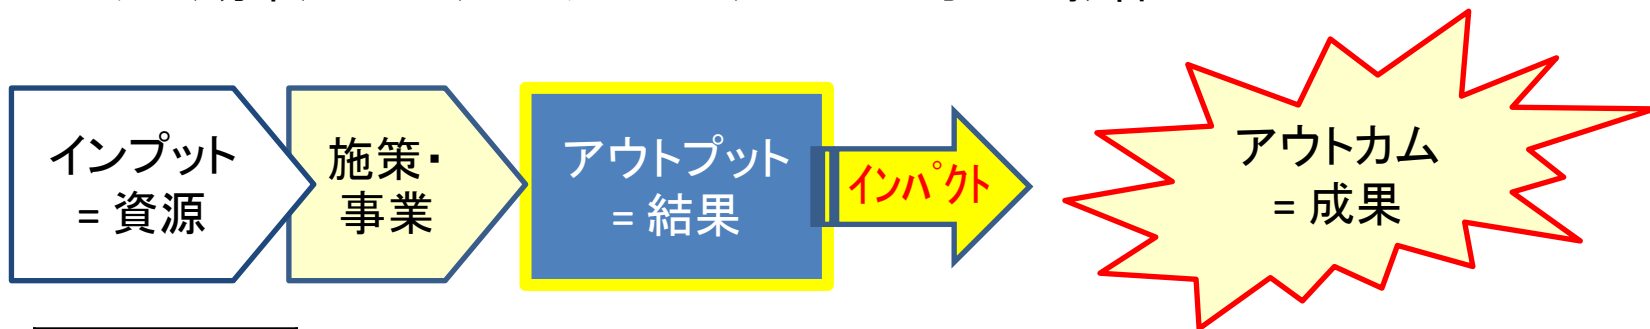 インプット
= 資源
施策・
事業
アウトプット
= 結果
インパクト
アウトカム
= 成果